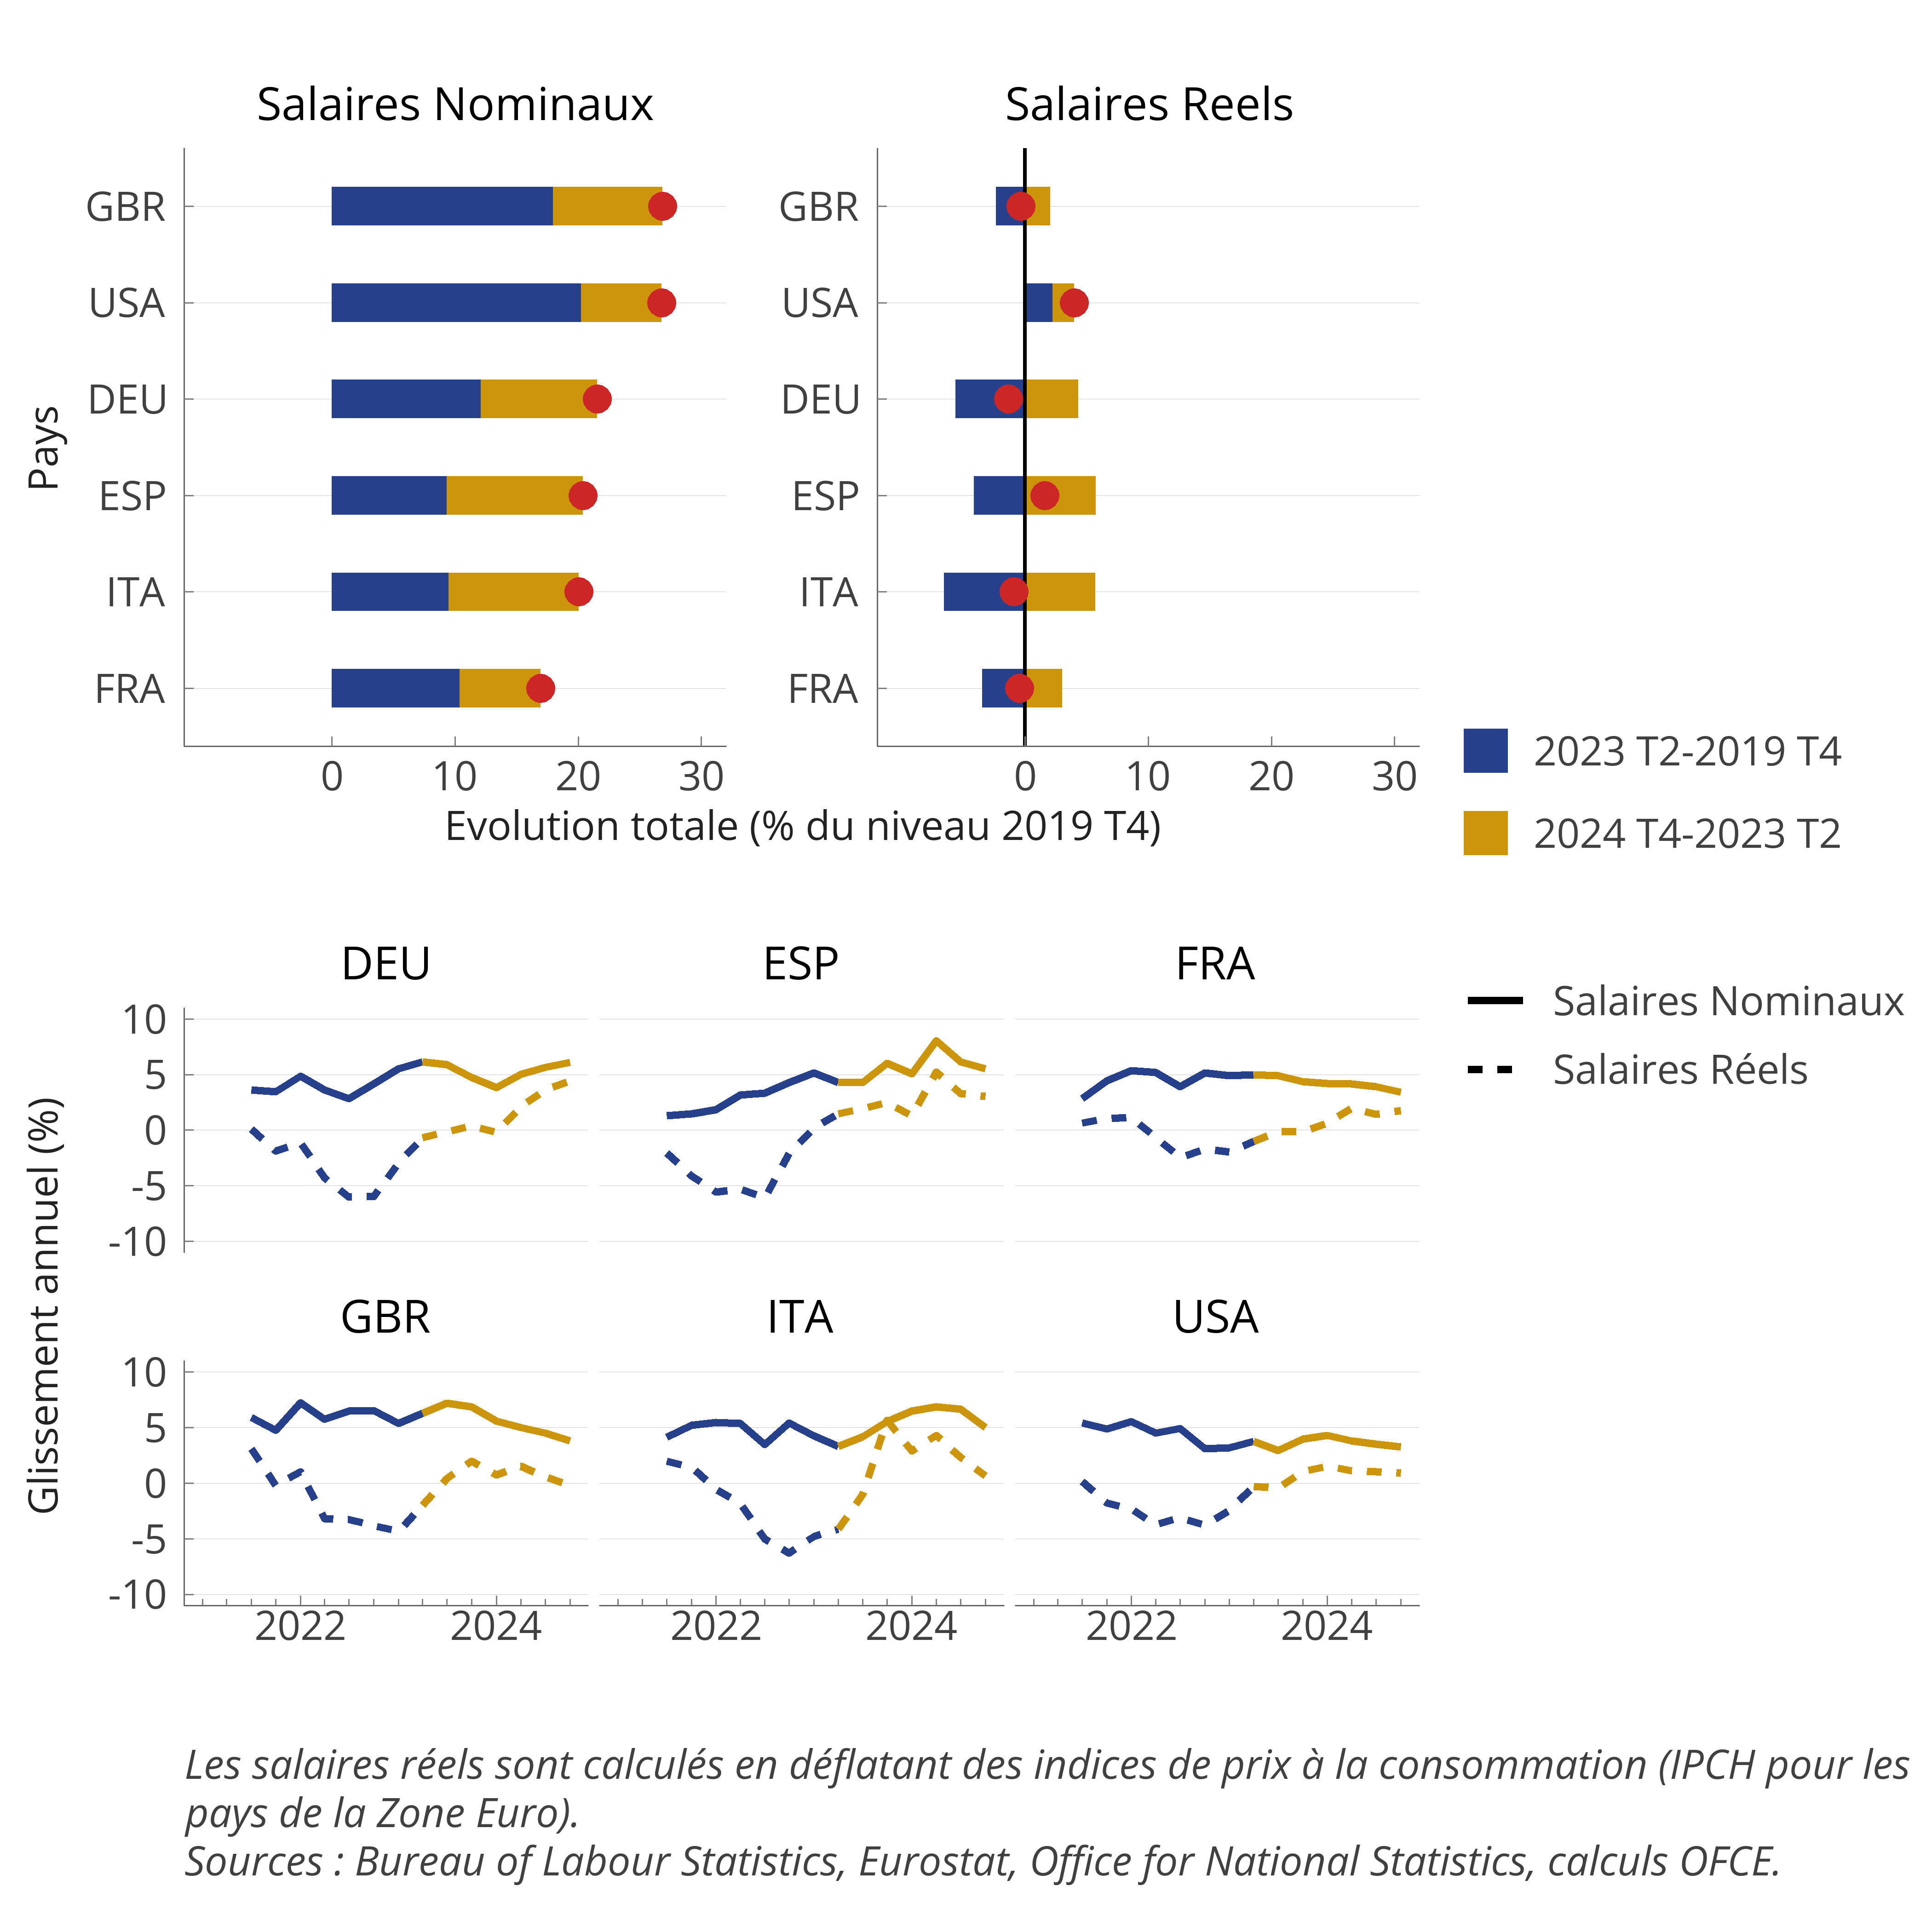 Salaires Nominaux
Salaires Reels
Pays
GBR
USA
DEU
ESP
ITA
FRA
GBR
USA
DEU
ESP
ITA
FRA
0 10 20 30
0 10 20 30
Evolution totale (% du niveau 2019 T4)
2023 T2-2019 T4
2024 T4-2023 T2
Salaires Nominaux
Salaires Réels
Glissement annuel (%)
DEU ESP FRA
10
5
0
-5
-10
GBR ITA USA
10
5
0
-5
-10
2022 2024 2022 2024 2022 2024
Les salaires réels sont calculés en déflatant des indices de prix à la consommation (IPCH pour les
pays de la Zone Euro).
Sources : Bureau of Labour Statistics, Eurostat, Office for National Statistics, calculs OFCE.